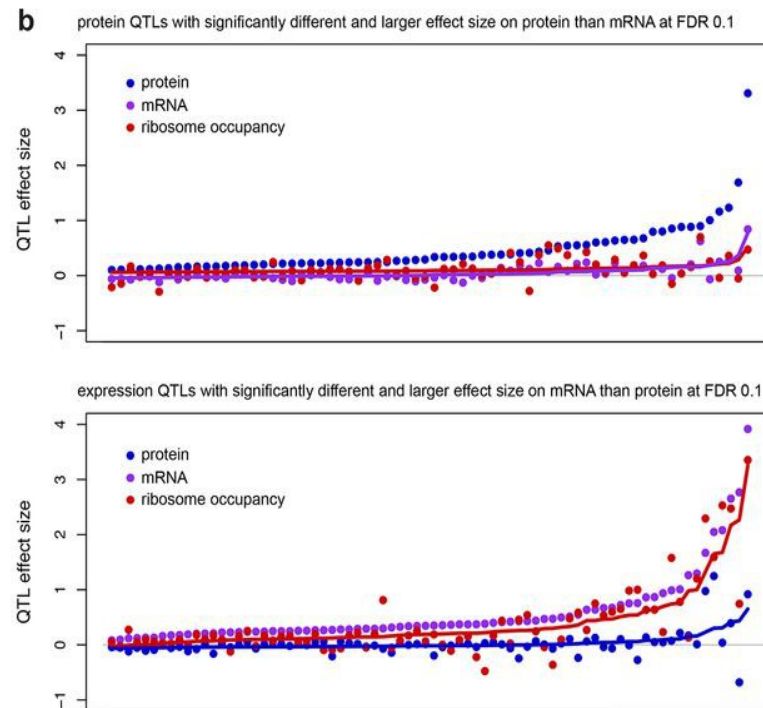 b
protein QTLs with significantly different and larger effect size on protein than mRNA at FDR 0.1
QTL effect size
4
3
2
1
0
−1
protein
mRNA
ribosome occupancy
expression QTLs with significantly different and larger effect size on mRNA than protein at FDR 0.1
QTL effect size
4
3
2
1
0
−1
protein
mRNA
ribosome occupancy